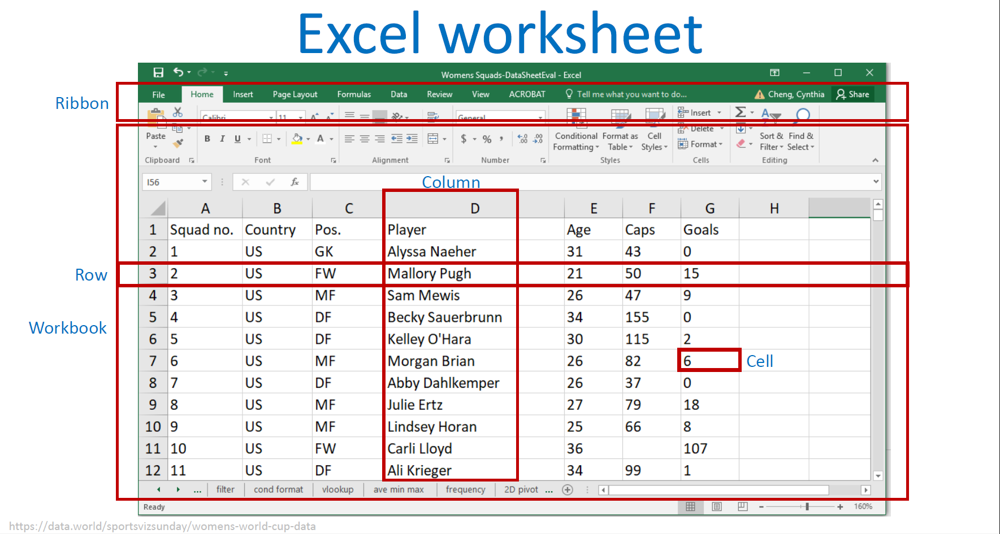 Excel worksheet
Womens Squads-DataSheetEval - Excel
Ribbon
File Home Insert Page Layout Formulas Data Review View ACROBAT Tell me what you want to do... Cheng, Cynthia Share
Calibri 11 General Insert
Delete
Paste B I U A $ % , Conditional Format as Cell Sort & Find &
Formatting Table Styles Format Filter Select
Clipboard Font Alignment Number Styles Cells Editing
I56 fx Column
A B C D E F G H
1 Squad no. Country Pos. Player Age Caps Goals
2 1 US GK Alyssa Naeher 31 43 0
Row 3 2 US FW Mallory Pugh 21 50 15
4 3 US MF Sam Mewis 26 47 9
5 4 US DF Becky Sauerbrunn 34 155 0
Workbook
6 5 US DF Kelley O'Hara 30 115 2
7 6 US MF Morgan Brian 26 82 6 Cell
8 7 US DF Abby Dahlkemper 26 37 0
9 8 US MF Julie Ertz 27 79 18
10 9 US MF Lindsey Horan 25 66 8
11 10 US FW Carli Lloyd 36 107
12 11 US DF Ali Krieger 34 99 1
... filter cond format vlookup ave min max frequency 2D pivot ...
Ready 160%
https://data.world/sportsvizsunday/womens-world-cup-data